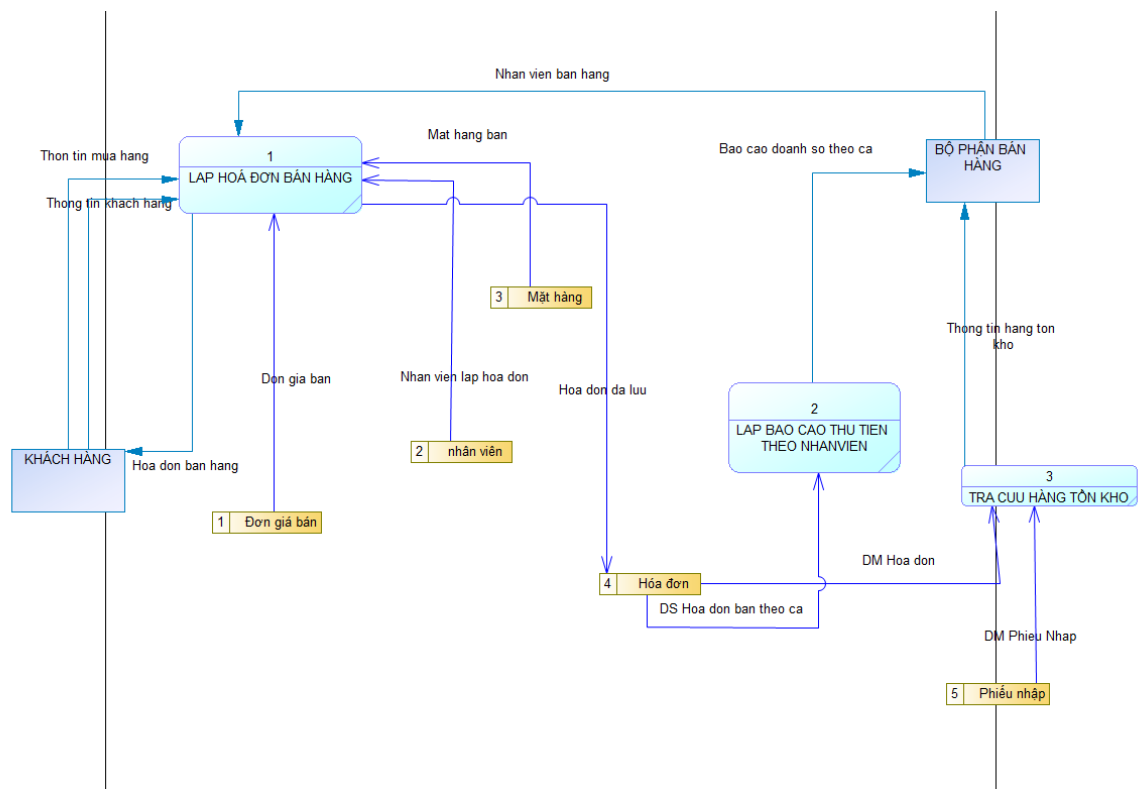 Nhan vien ban hang
Mat hang ban
Bao cao doanh so theo ca
BỘ PHẬN BÁN
HÀNG
1
LAP HOÁ ĐƠN BÁN HÀNG
Thon tin mua hang
Thong tin khach hang
3
Mặt hàng
Thong tin hang ton
kho
Don gia ban
Nhan vien lap hoa don
Hoa don da luu
2
LAP BAO CAO THU TIEN
THEO NHANVIEN
KHÁCH HÀNG
Hoa don ban hang
2
nhân viên
3
TRA CUU HÀNG TỒN KHO
1
Đơn giá bán
DM Hoa don
4
Hóa đơn
DS Hoa don ban theo ca
DM Phieu Nhap
5
Phiếu nhập